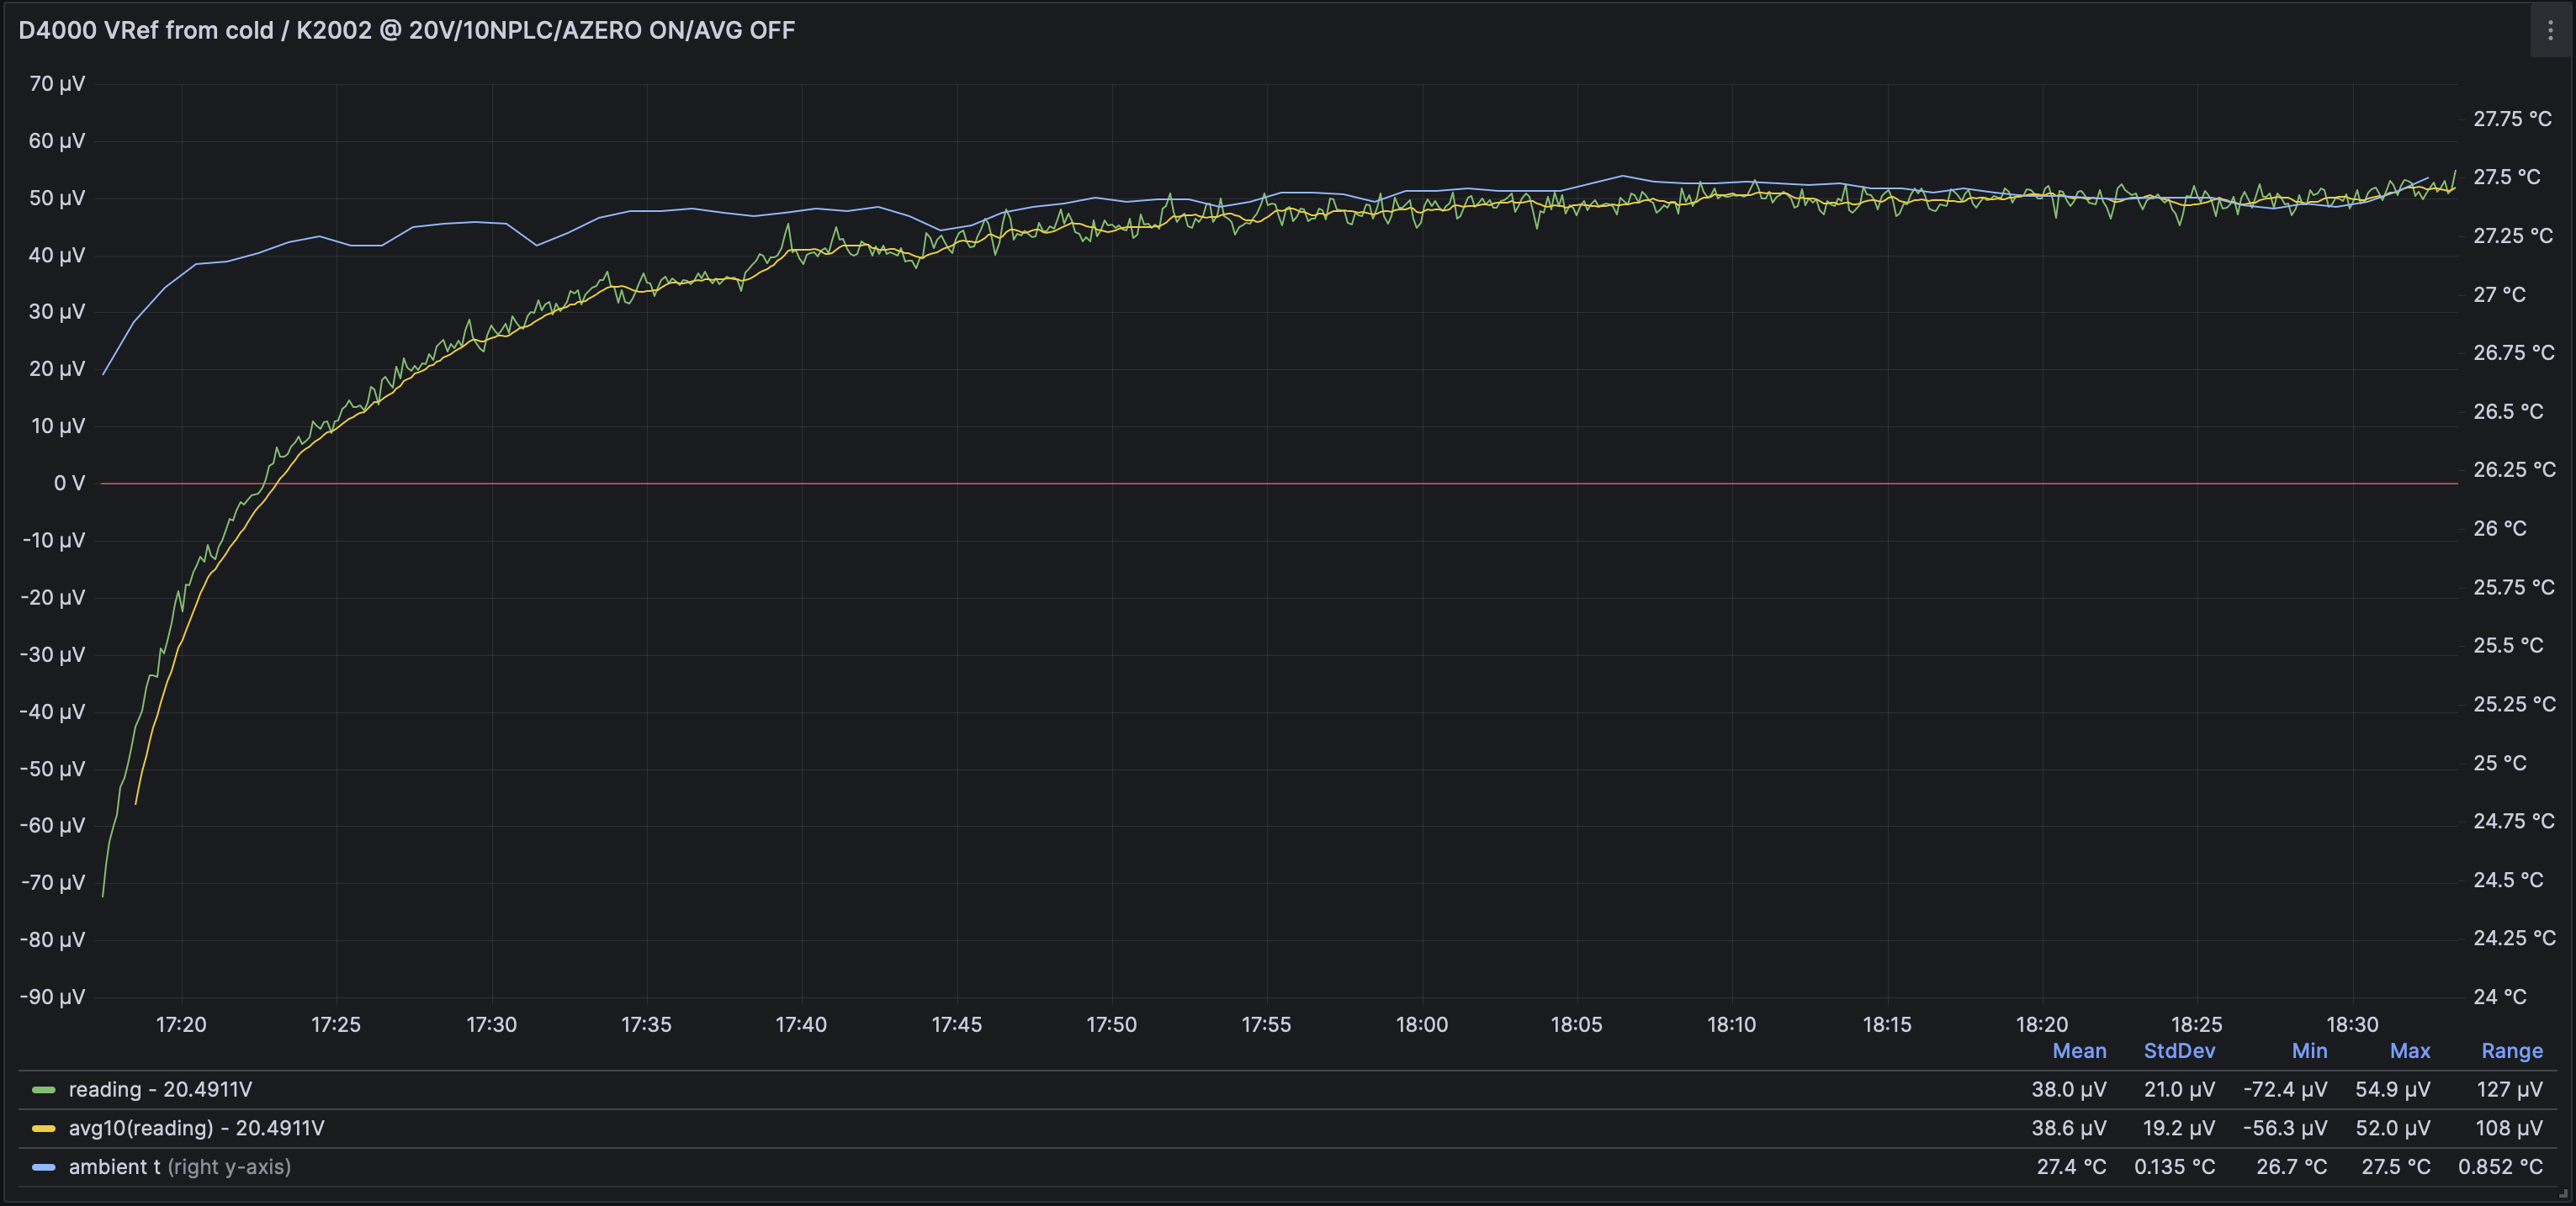 D4000 VRef from cold / K2002 @ 20V/10NPLC/AZERO ON/AVG OFF
70 µV
60 µV
50 µV
40 µV
30 µV
20 µV
10 µV
0 V
-10 µV
-20 µV
-30 µV
-40 µV
-50 µV
-60 µV
-70 µV
-80 µV
-90 µV
27.75 °C
27.5 °C
27.25 °C
27 °C
26.75 °C
26.5 °C
26.25 °C
26 °C
25.75 °C
25.5 °C
25.25 °C
25 °C
24.75 °C
24.5 °C
24.25 °C
24 °C
17:20 17:25 17:30 17:35 17:40 17:45 17:50 17:55 18:00 18:05 18:10 18:15 18:20 18:25 18:30
Mean StdDev Min Max Range
reading - 20.4911V 38.0 µV 21.0 µV -72.4 µV 54.9 µV 127 µV
avg10(reading) - 20.4911V 38.6 µV 19.2 µV -56.3 µV 52.0 µV 108 µV
ambient t (right y-axis) 27.4 °C 0.135 °C 26.7 °C 27.5 °C 0.852 °C